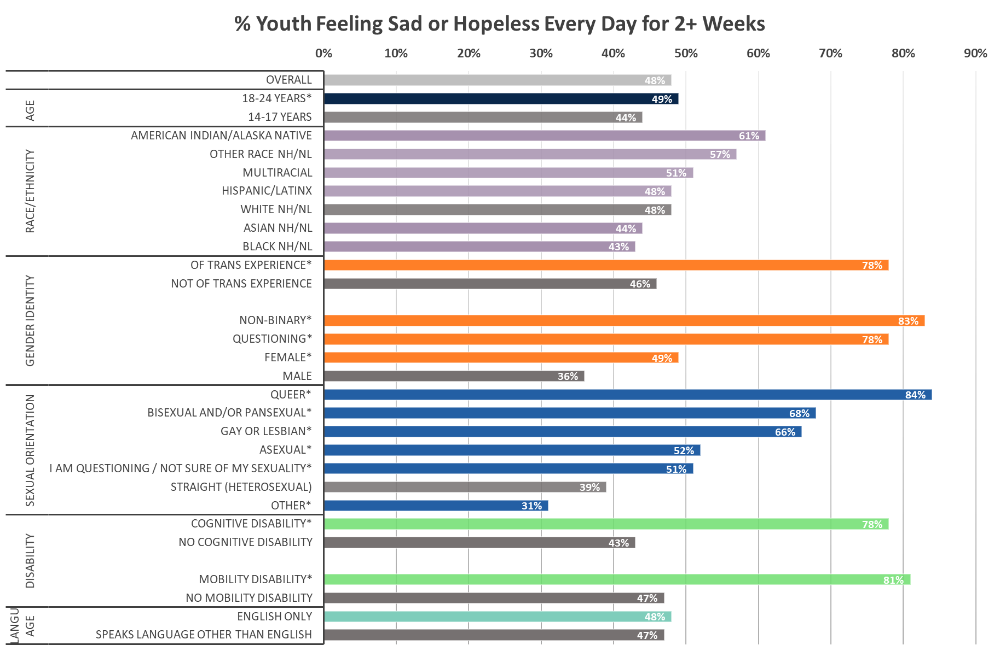 % Youth Feeling Sad or Hopeless Every Day for 2+ Weeks
0% 10% 20% 30% 40% 50% 60% 70% 80% 90%
OVERALL 48%
AGE
18-24 YEARS* 49%
14-17 YEARS 44%
RACE/ETHNICITY
AMERICAN INDIAN/ALASKA NATIVE 61%
OTHER RACE NH/NL 57%
MULTIRACIAL 51%
HISPANIC/LATINX 48%
WHITE NH/NL 48%
ASIAN NH/NL 44%
BLACK NH/NL 43%
GENDER IDENTITY
OF TRANS EXPERIENCE* 78%
NOT OF TRANS EXPERIENCE 46%
NON-BINARY* 83%
QUESTIONING* 78%
FEMALE* 49%
MALE 36%
SEXUAL ORIENTATION
QUEER* 84%
BISEXUAL AND/OR PANSEXUAL* 68%
GAY OR LESBIAN* 66%
ASEXUAL* 52%
I AM QUESTIONING / NOT SURE OF MY SEXUALITY* 51%
STRAIGHT (HETEROSEXUAL) 39%
OTHER* 31%
DISABILITY
COGNITIVE DISABILITY* 78%
NO COGNITIVE DISABILITY 43%
MOBILITY DISABILITY* 81%
NO MOBILITY DISABILITY 47%
LANGU
AGE
ENGLISH ONLY 48%
SPEAKS LANGUAGE OTHER THAN ENGLISH 47%